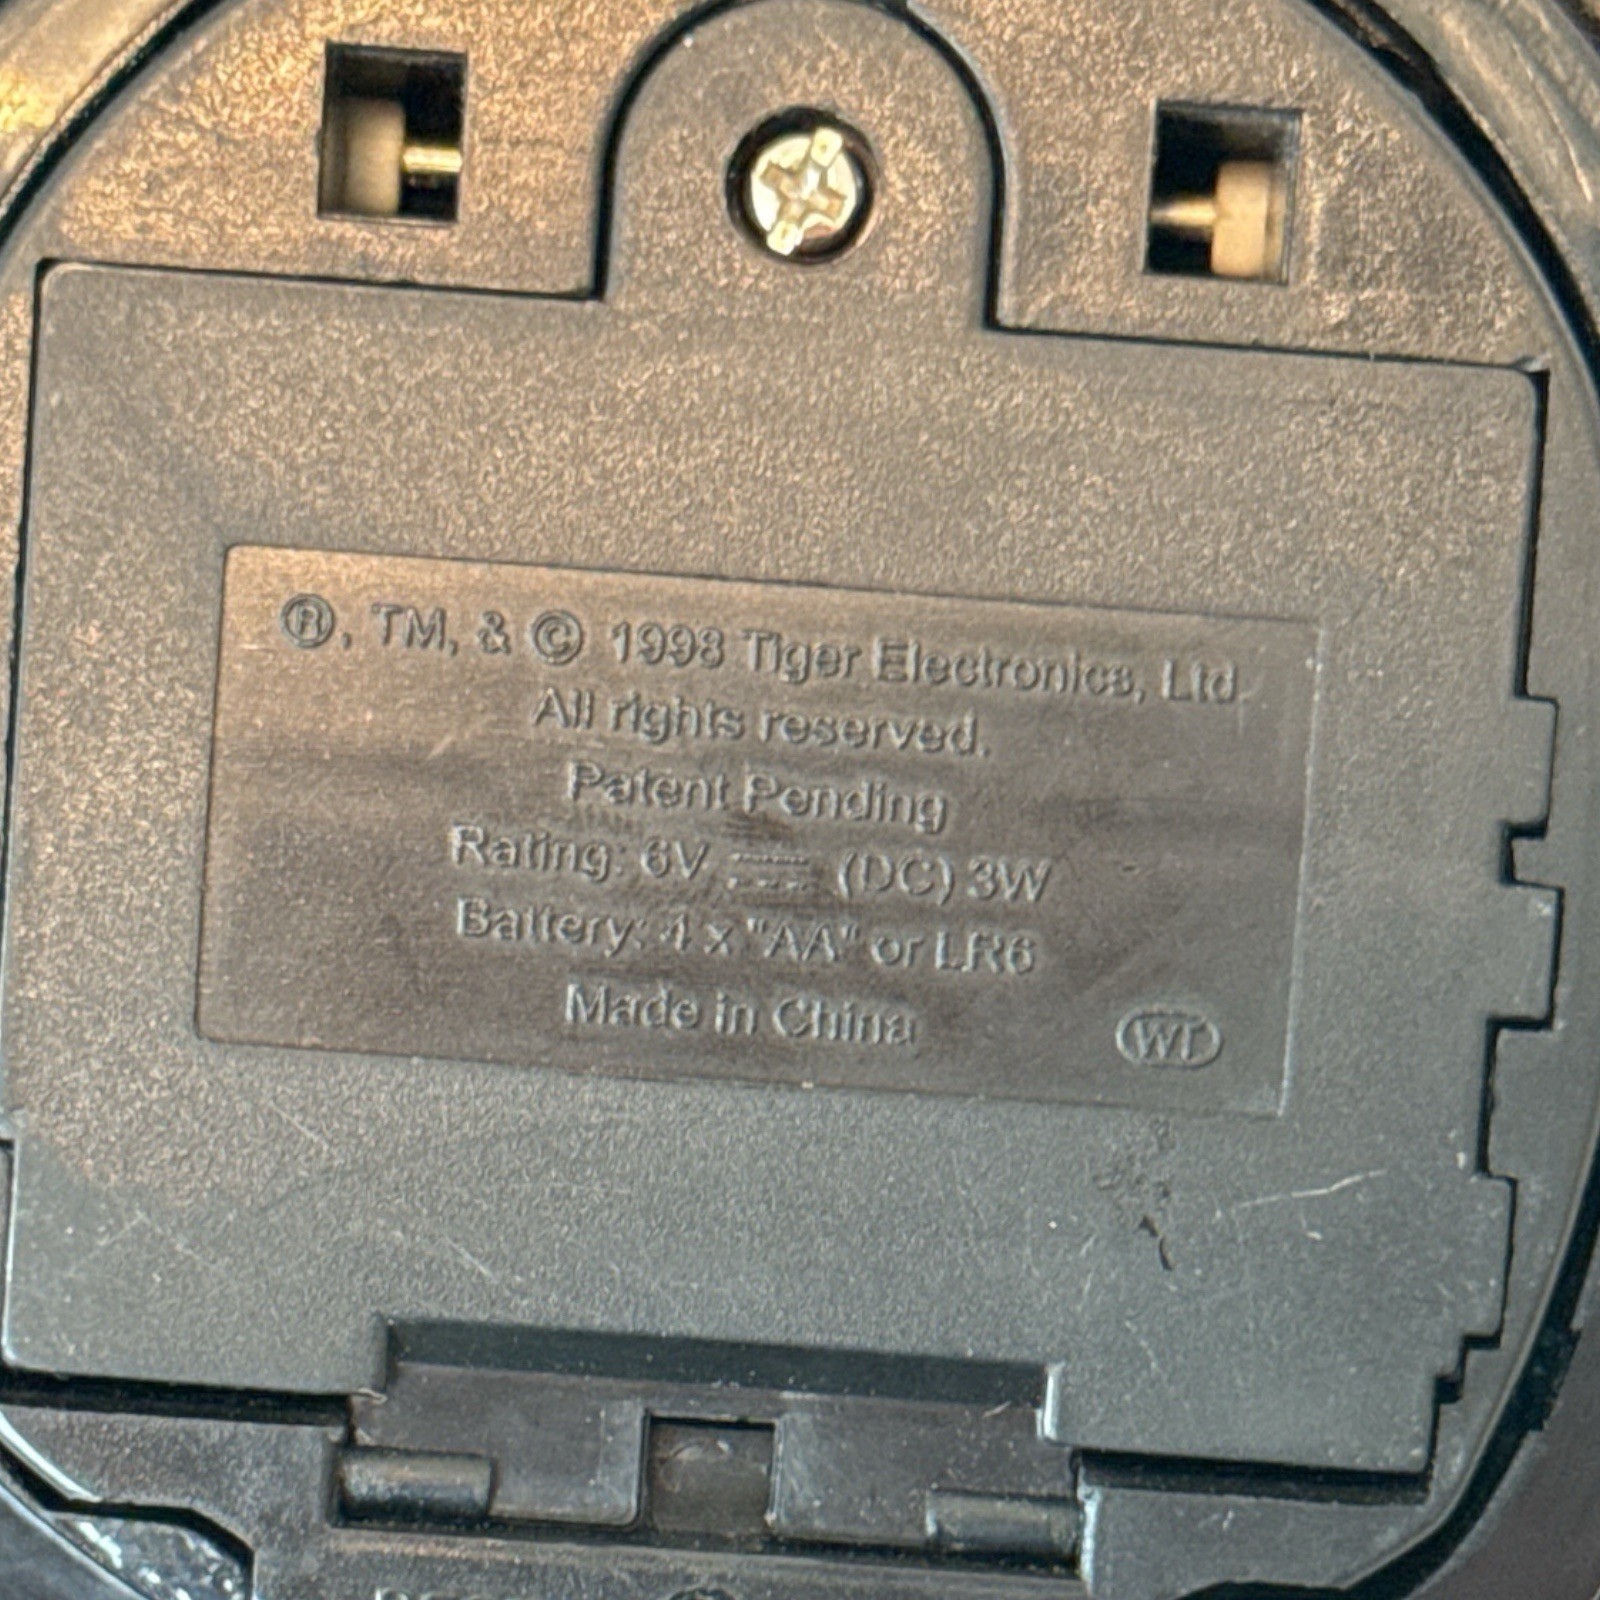 ®, TM, & © 1998 Tiger Electronics, Ltd.
All rights reserved.
Patent Pending
Rating: 6V ⎓ (DC) 3W
Battery: 4 x "AA" or LR6
Made in China
WT